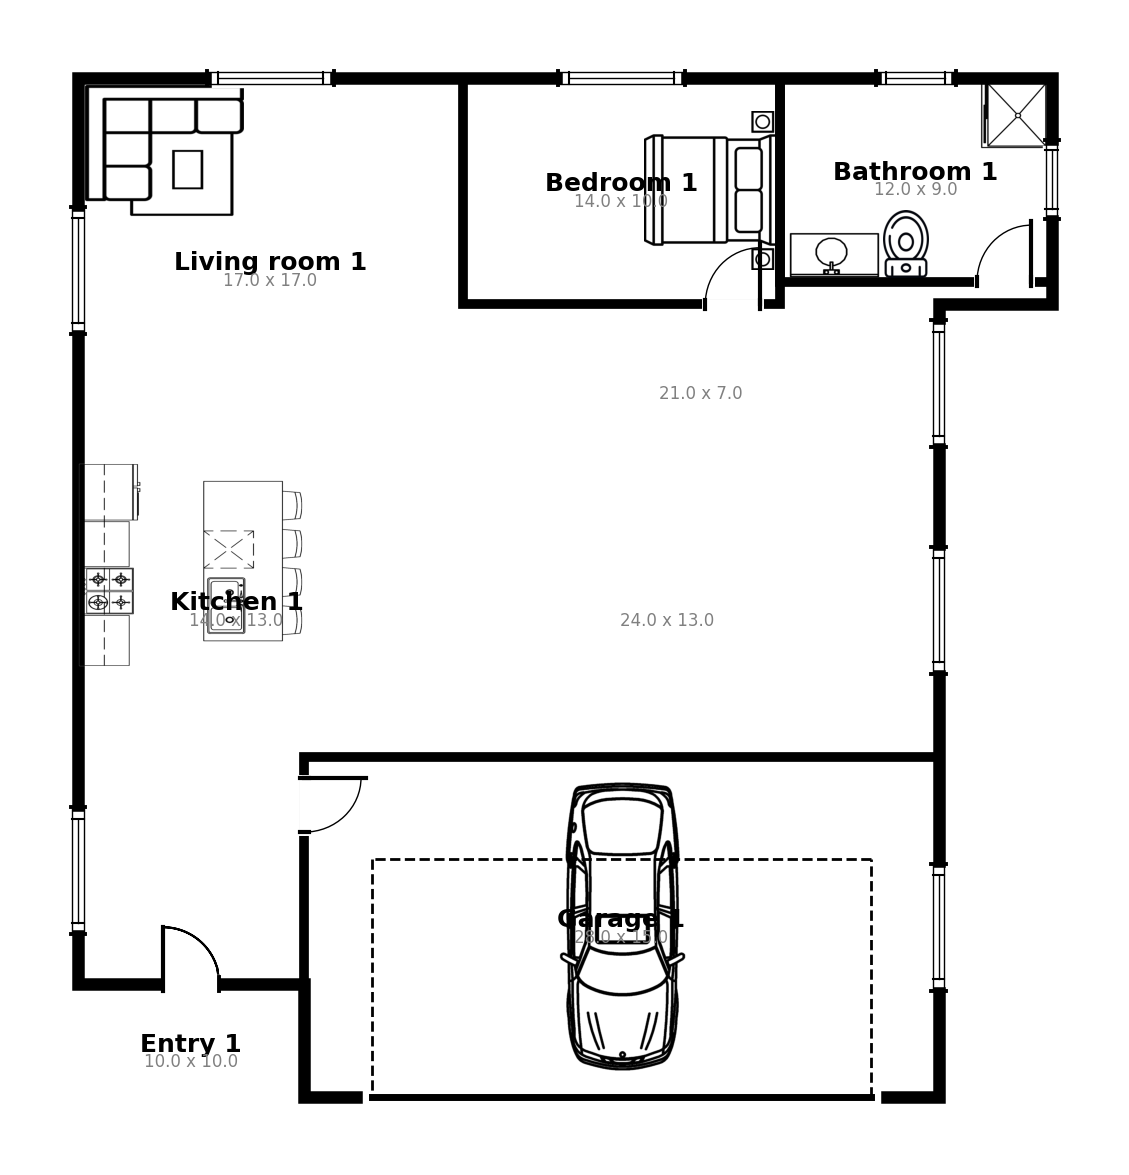 Bathroom 1
12.0 x 9.0
Bedroom 1
14.0 x 10.0
Living room 1
17.0 x 17.0
21.0 x 7.0
Kitchen 1
14.0 x 13.0
24.0 x 13.0
Garage 1
28.0 x 15.0
Entry 1
10.0 x 10.0